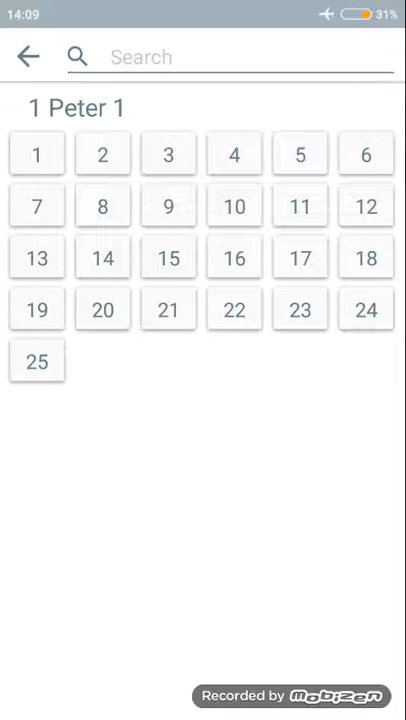 14:09 31%
Search
1 Peter 1
1 2 3 4 5 6
7 8 9 10 11 12
13 14 15 16 17 18
19 20 21 22 23 24
25
Recorded by mobizen